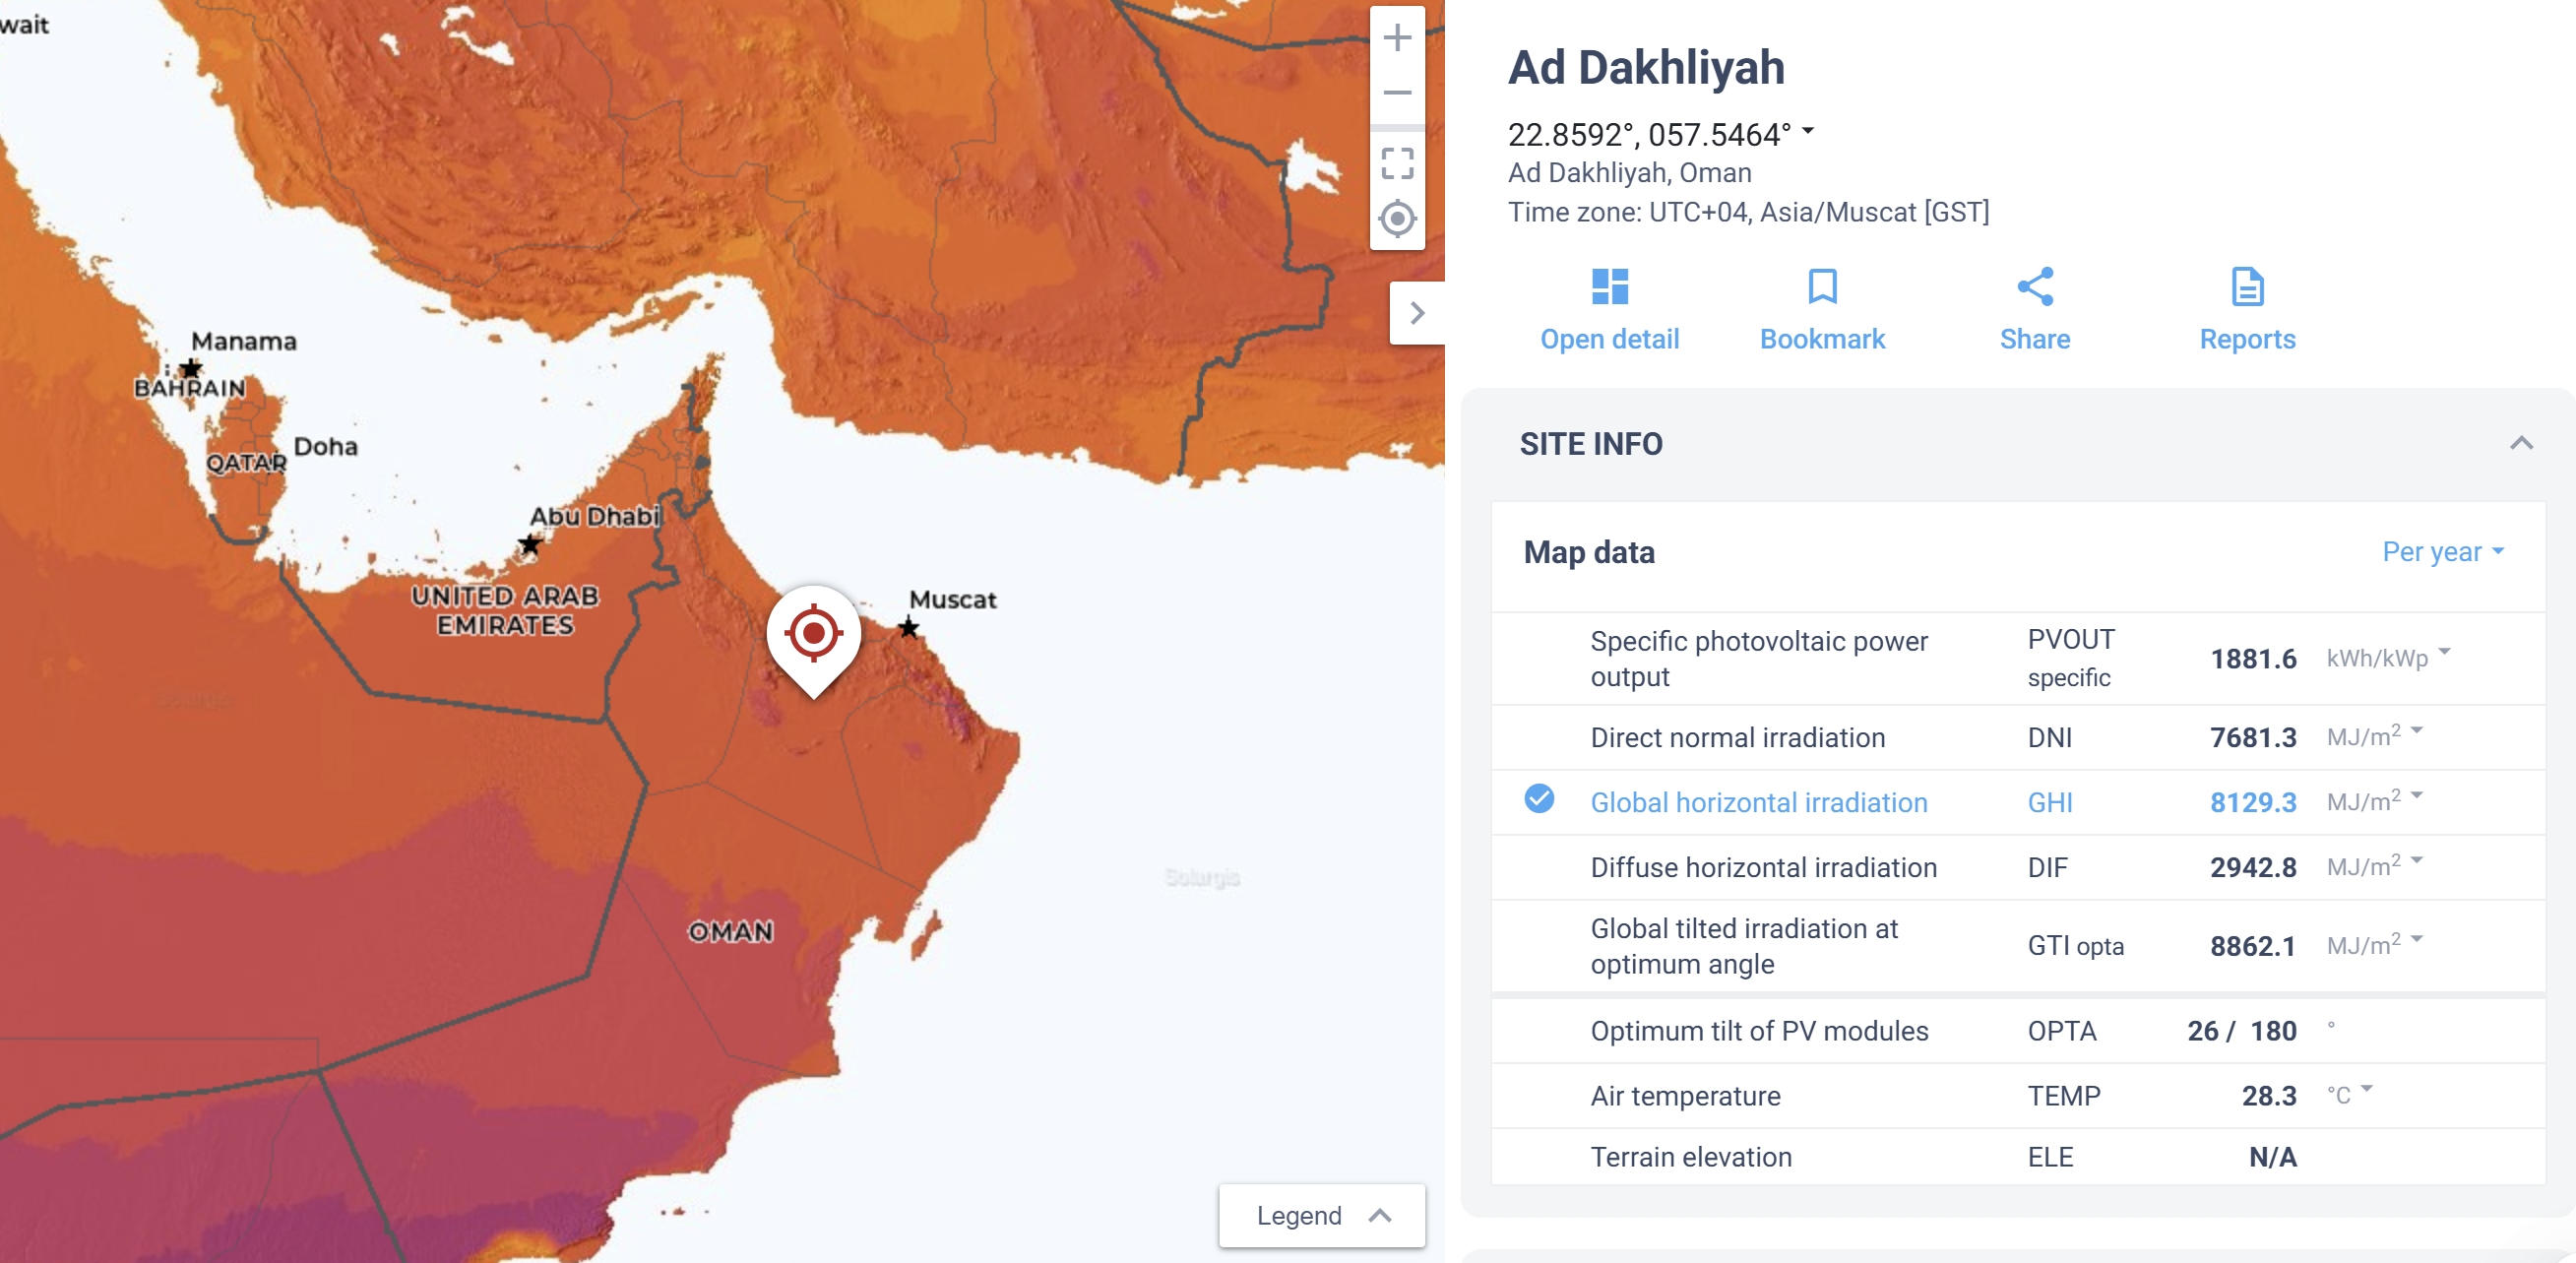 wait
Manama
BAHRAIN
Doha
QATAR
Abu Dhabi
UNITED ARAB
EMIRATES
Muscat
Solargis
Solargis
OMAN
Legend
Ad Dakhliyah
22.8592°, 057.5464°
Ad Dakhliyah, Oman
Time zone: UTC+04, Asia/Muscat [GST]
Open detail Bookmark Share Reports
SITE INFO
Map data Per year
Specific photovoltaic power output PVOUT specific 1881.6 kWh/kWp
Direct normal irradiation DNI 7681.3 MJ/m²
Global horizontal irradiation GHI 8129.3 MJ/m²
Diffuse horizontal irradiation DIF 2942.8 MJ/m²
Global tilted irradiation at optimum angle GTI opta 8862.1 MJ/m²
Optimum tilt of PV modules OPTA 26 / 180 °
Air temperature TEMP 28.3 °C
Terrain elevation ELE N/A